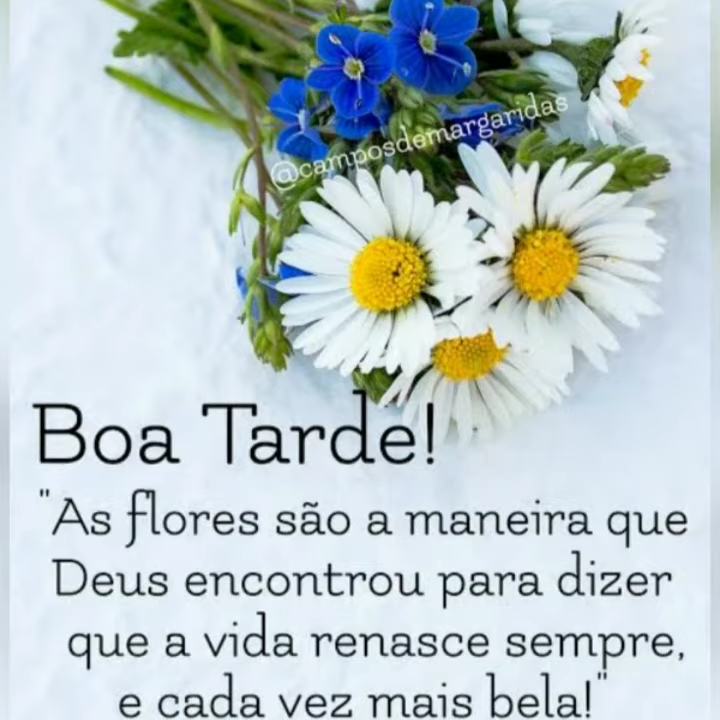 @camposdemargaridas
Boa Tarde!
"As flores são a maneira que
Deus encontrou para dizer
que a vida renasce sempre,
e cada vez mais bela!"